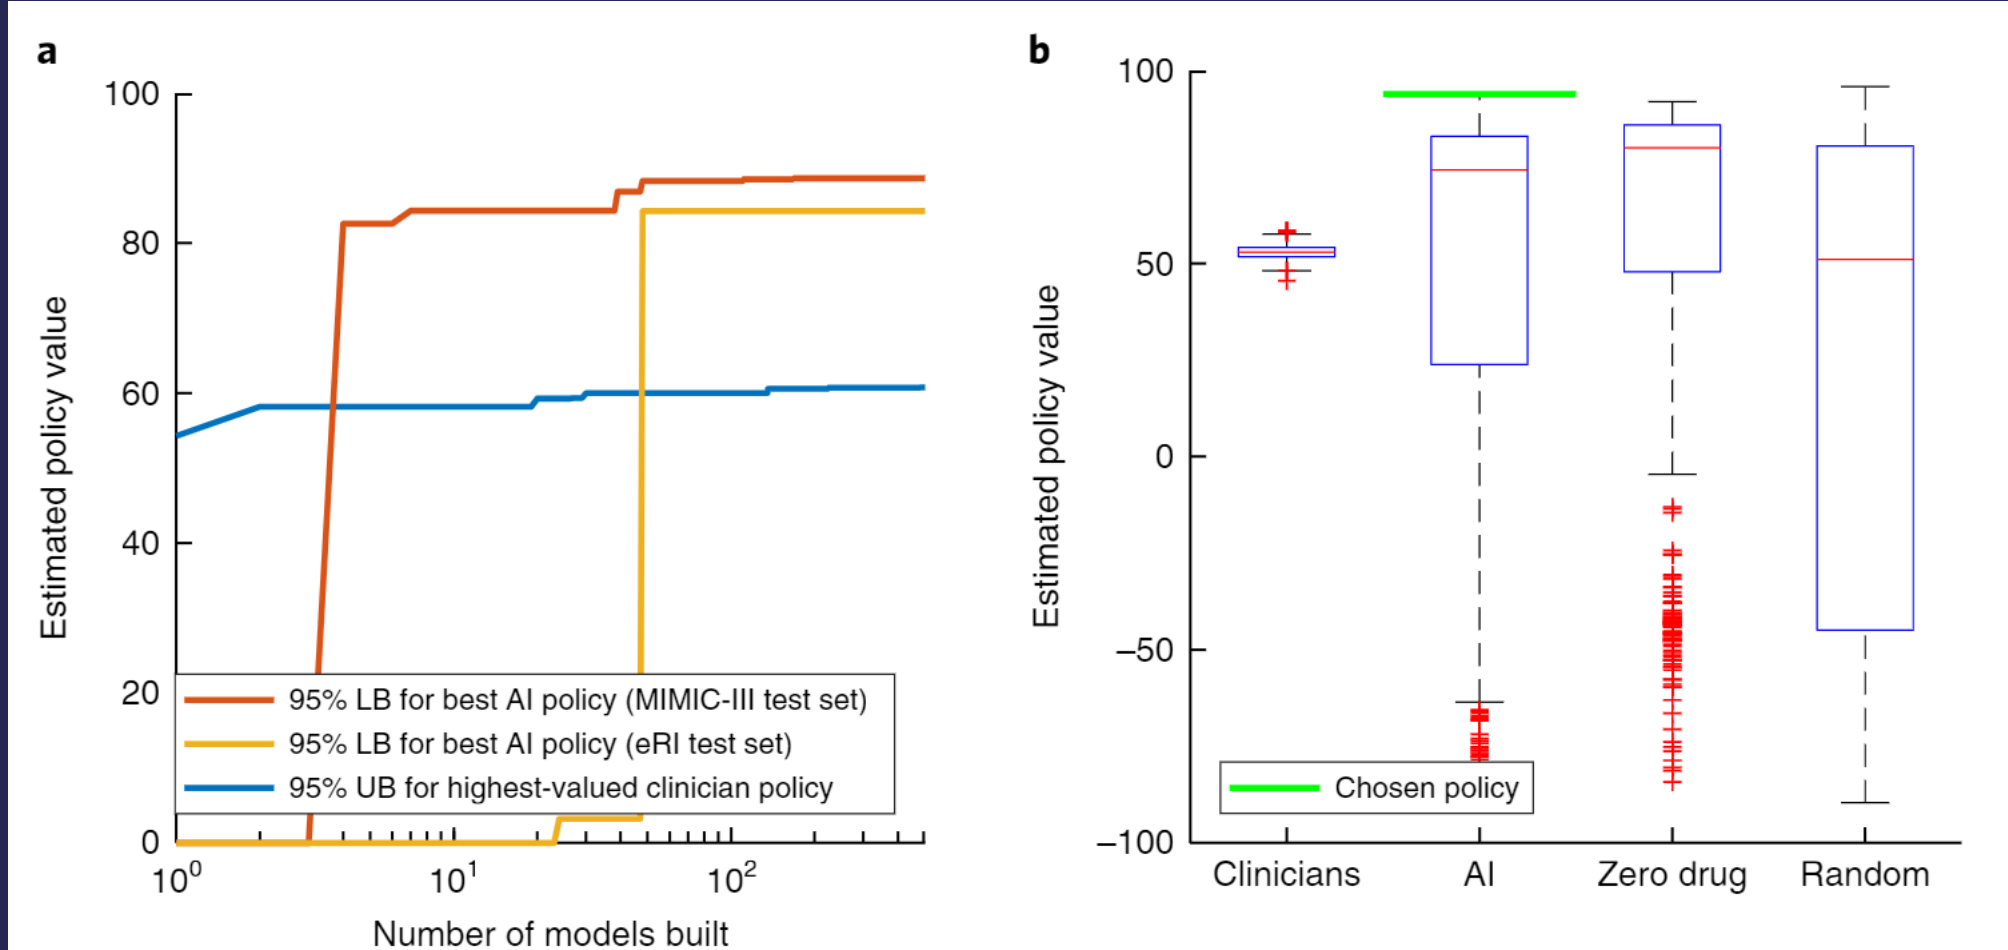 a
100
80
60
40
20
0
Estimated policy value
95% LB for best AI policy (MIMIC-III test set)
95% LB for best AI policy (eRI test set)
95% UB for highest-valued clinician policy
10⁰ 10¹ 10²
Number of models built
b
100
50
0
−50
−100
Estimated policy value
Chosen policy
Clinicians AI Zero drug Random